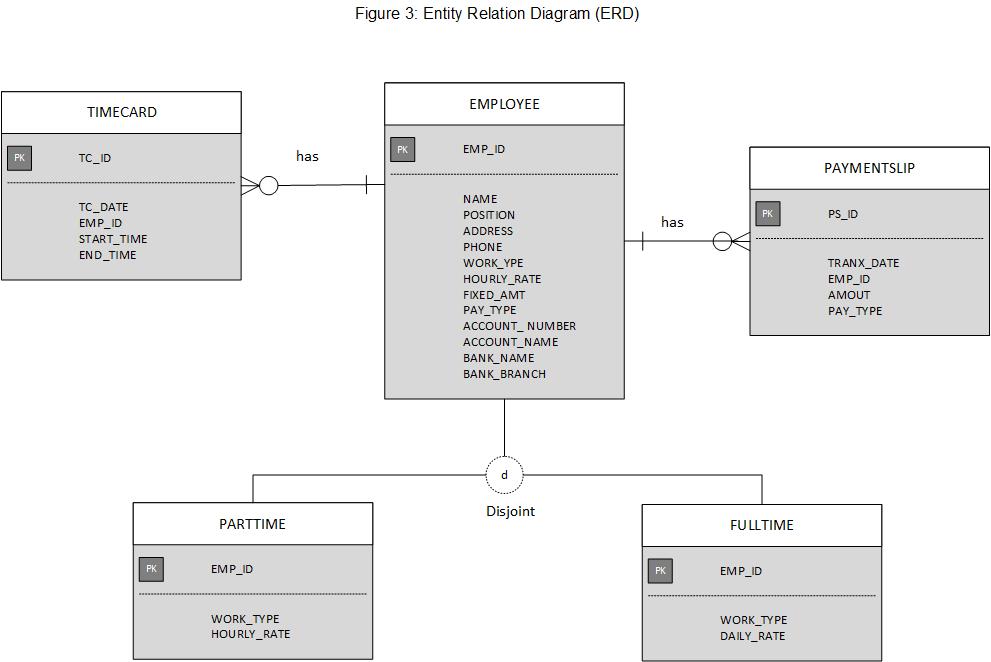 Figure 3: Entity Relation Diagram (ERD)
TIMECARD
PK TC_ID
TC_DATE
EMP_ID
START_TIME
END_TIME
has
EMPLOYEE
PK EMP_ID
NAME
POSITION
ADDRESS
PHONE
WORK_YPE
HOURLY_RATE
FIXED_AMT
PAY_TYPE
ACCOUNT_ NUMBER
ACCOUNT_NAME
BANK_NAME
BANK_BRANCH
has
PAYMENTSLIP
PK PS_ID
TRANX_DATE
EMP_ID
AMOUT
PAY_TYPE
d
Disjoint
PARTTIME
PK EMP_ID
WORK_TYPE
HOURLY_RATE
FULLTIME
PK EMP_ID
WORK_TYPE
DAILY_RATE